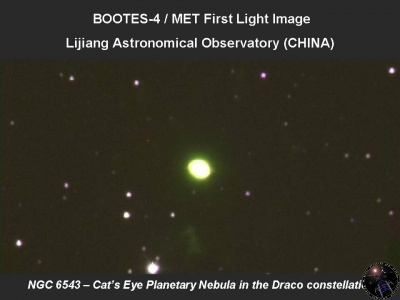 BOOTES-4 / MET First Light Image
Lijiang Astronomical Observatory (CHINA)
NGC 6543 – Cat's Eye Planetary Nebula in the Draco constellatio